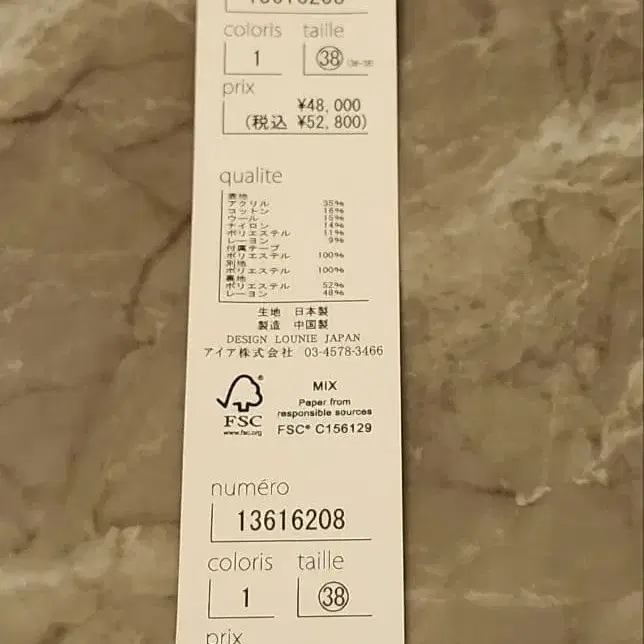 13616208
coloris taille
1 38
prix
¥48,000
(税込 ¥52,800)
qualite
表地
アクリル 35%
コットン 16%
ウール 15%
ナイロン 14%
ポリエステル 11%
レーヨン 9%
付属テープ
ポリエステル 100%
別地
ポリエステル 100%
裏地
ポリエステル 52%
レーヨン 48%
生地 日本製
製造 中国製
DESIGN LOUNIE JAPAN
アイア株式会社 03-4578-3466
FSC®
www.fsc.org
MIX
Paper from
responsible sources
FSC® C156129
numéro
13616208
coloris taille
1 38
prix